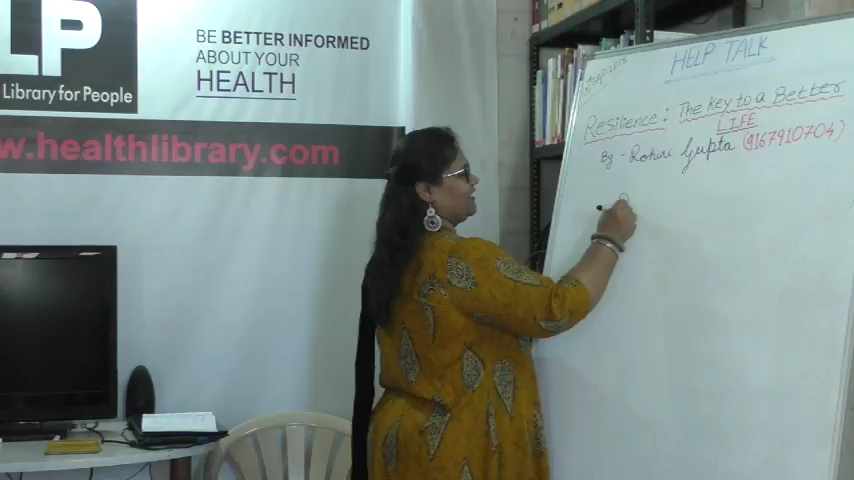 LP
Library for People
BE BETTER INFORMED
ABOUT YOUR
HEALTH
w.healthlibrary.com
HELP TALK
Resilience: The key to a Better
LIFE
By - Rohini Gupta (9167910704)